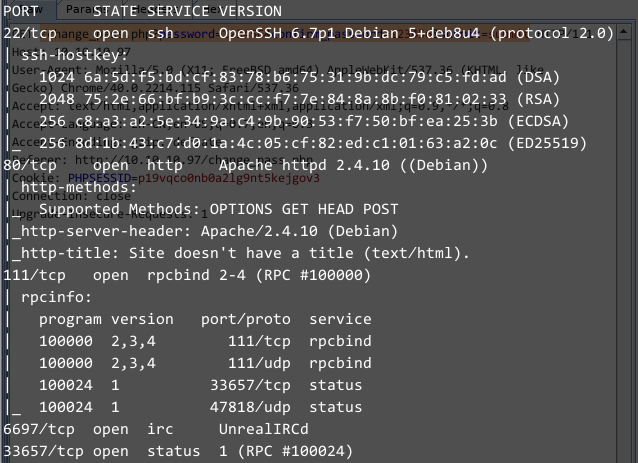 PORT STATE SERVICE VERSION
22/tcp open ssh OpenSSH 6.7p1 Debian 5+deb8u4 (protocol 2.0)
| ssh-hostkey:
| 1024 6a:5d:f5:bd:cf:83:78:b6:75:31:9b:dc:79:c5:fd:ad (DSA)
| 2048 75:2e:66:bf:b9:3c:cc:f7:7e:84:8a:8b:f0:81:02:33 (RSA)
| 256 c8:a3:a2:5e:34:9a:c4:9b:90:53:f7:50:bf:ea:25:3b (ECDSA)
|_ 256 8d:1b:43:c7:d0:1a:4c:05:cf:82:ed:c1:01:63:a2:0c (ED25519)
80/tcp open http Apache httpd 2.4.10 ((Debian))
Cookie: PHPSESSID=p19vqco0nb0a2lg9nt5kejgov3
| http-methods:
Connection: close
|_ Supported Methods: OPTIONS GET HEAD POST
Upgrade-Insecure-Requests: 1
|_http-server-header: Apache/2.4.10 (Debian)
|_http-title: Site doesn't have a title (text/html).
111/tcp open rpcbind 2-4 (RPC #100000)
| rpcinfo:
| program version port/proto service
| 100000 2,3,4 111/tcp rpcbind
| 100000 2,3,4 111/udp rpcbind
| 100024 1 33657/tcp status
|_ 100024 1 47818/udp status
6697/tcp open irc UnrealIRCd
33657/tcp open status 1 (RPC #100024)